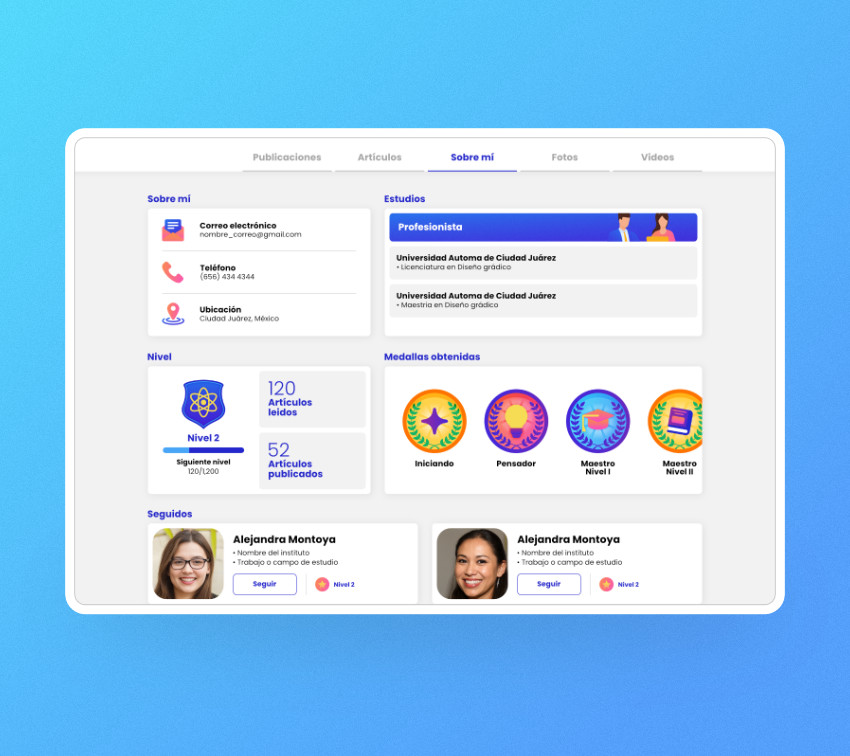 Publicaciones
Artículos
Sobre mí
Fotos
Videos
Sobre mí
Correo electrónico
nombre_correo@gmail.com
Teléfono
(656) 434 4344
Ubicación
Ciudad Juárez, México
Estudios
Profesionista
Universidad Automa de Ciudad Juárez
• Licenciatura en Diseño grádico
Universidad Automa de Ciudad Juárez
• Maestria en Diseño grádico
Nivel
Nivel 2
Siguiente nivel
120/1,200
120
Artículos
leidos
52
Artículos
publicados
Medallas obtenidas
Iniciando
Pensador
Maestro
Nivel I
Maestro
Nivel II
Seguidos
Alejandra Montoya
• Nombre del instituto
• Trabajo o campo de estudio
Seguir
Nivel 2
Alejandra Montoya
• Nombre del instituto
• Trabajo o campo de estudio
Seguir
Nivel 2